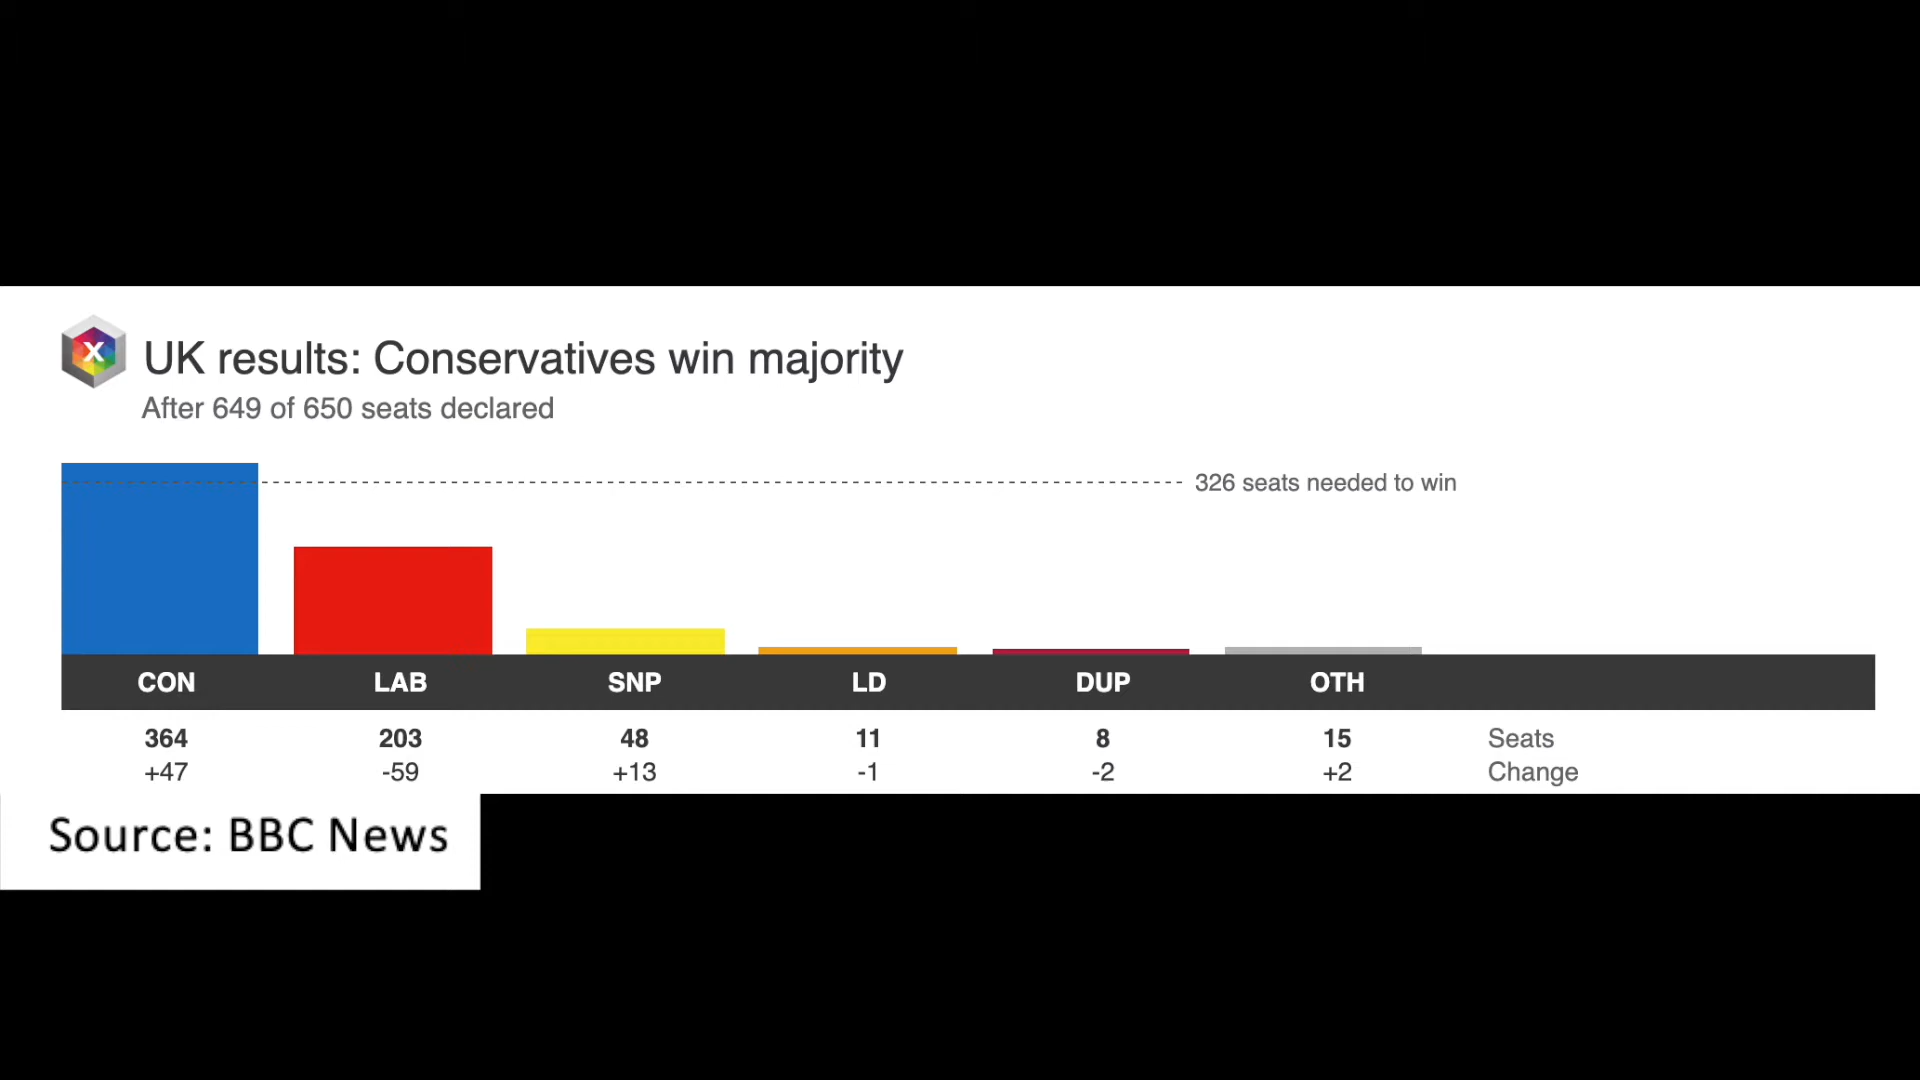 X
UK results: Conservatives win majority
After 649 of 650 seats declared
326 seats needed to win
CON LAB SNP LD DUP OTH
364 203 48 11 8 15 Seats
+47 -59 +13 -1 -2 +2 Change
Source: BBC News